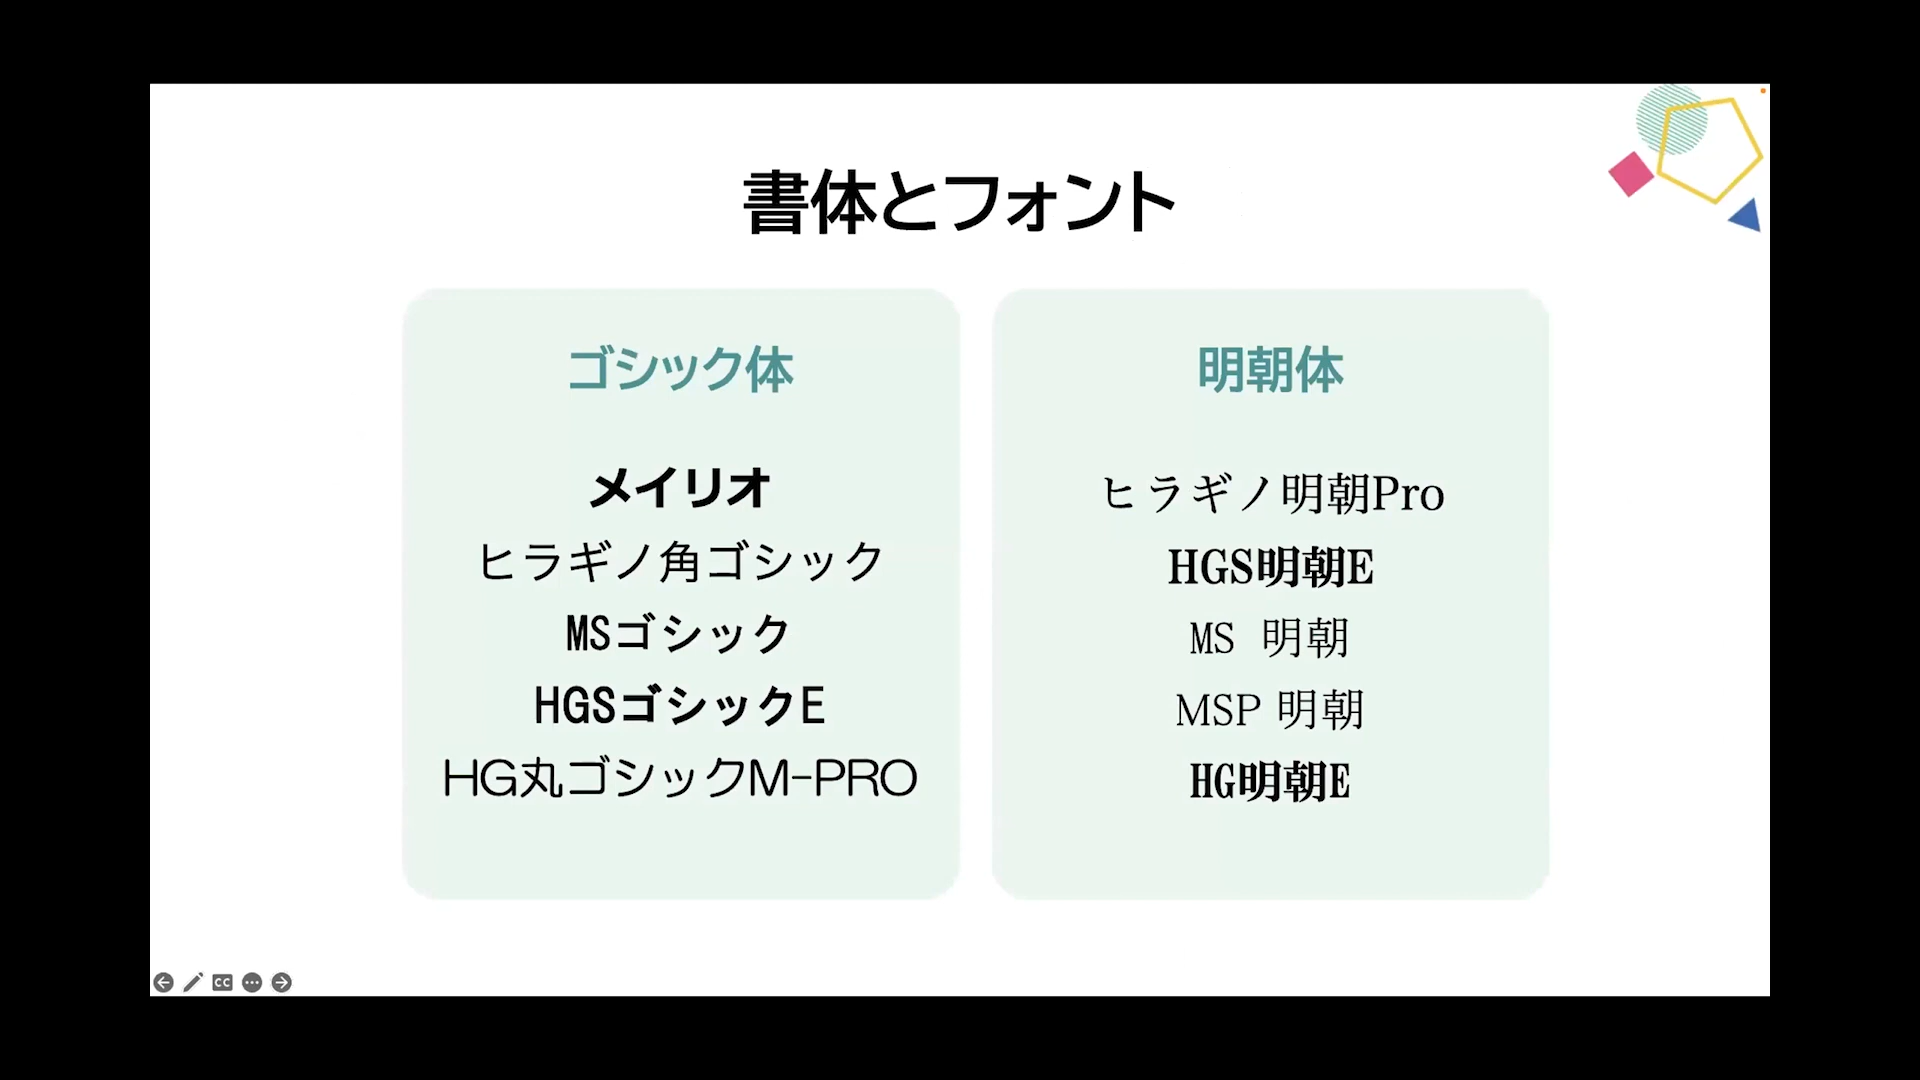 書体とフォント
ゴシック体
メイリオ
ヒラギノ角ゴシック
MSゴシック
HGSゴシックE
HG丸ゴシックM-PRO
明朝体
ヒラギノ明朝Pro
HGS明朝E
MS 明朝
MSP 明朝
HG明朝E
CC